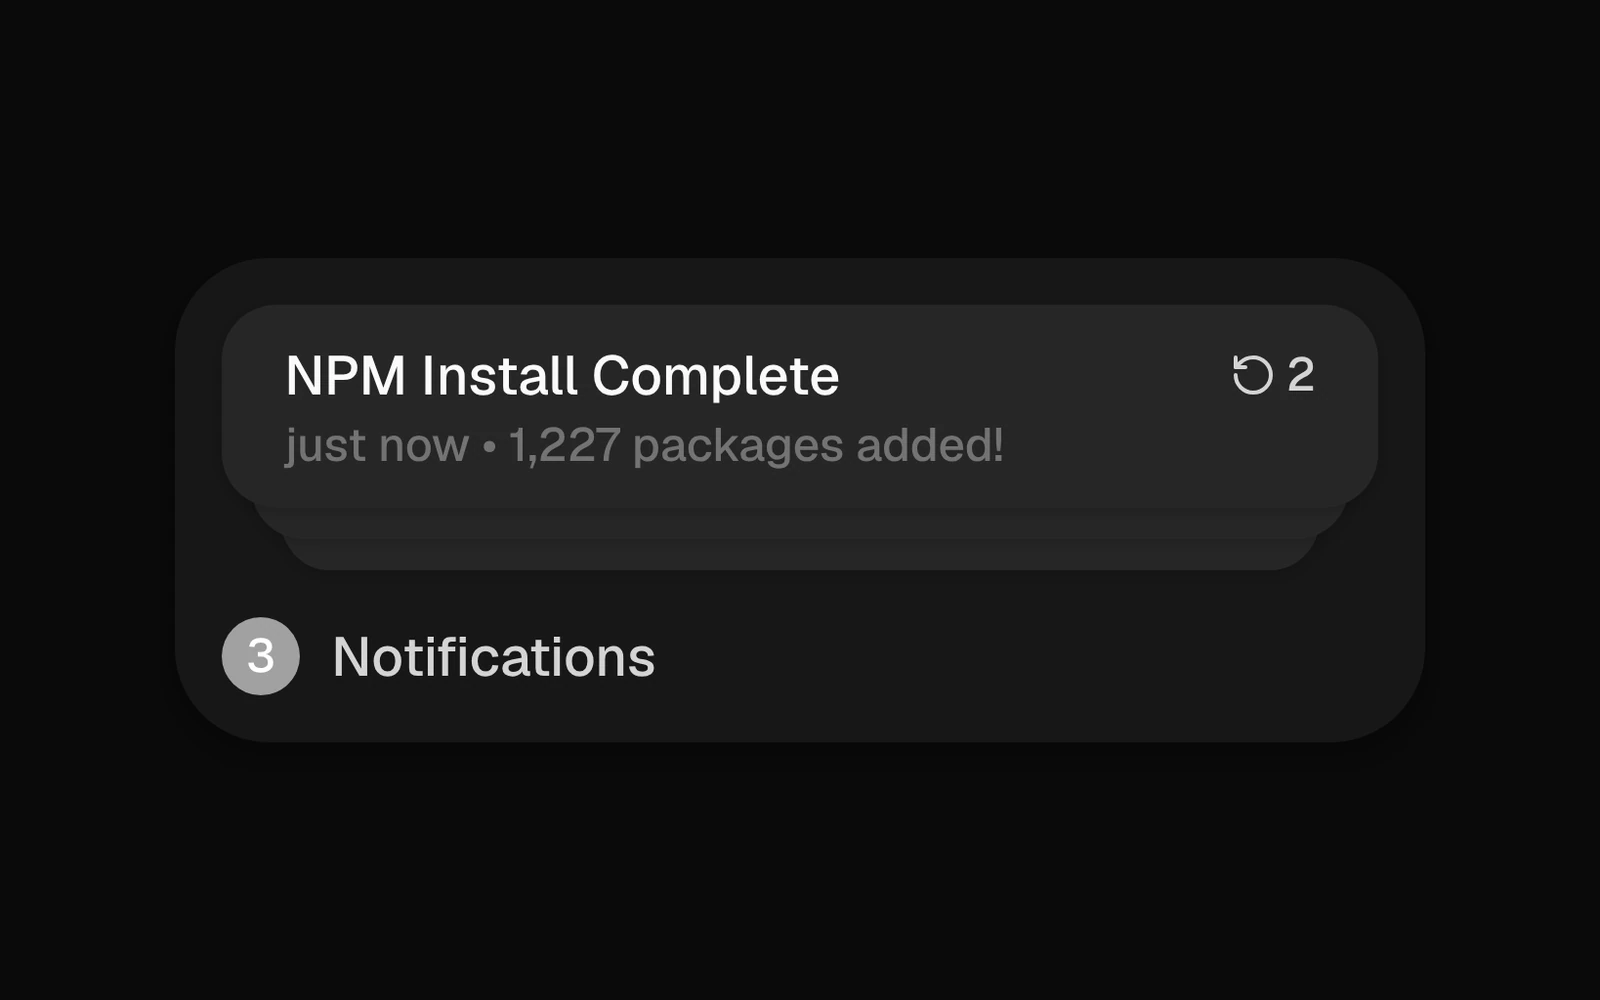 NPM Install Complete
2
just now • 1,227 packages added!
3 Notifications